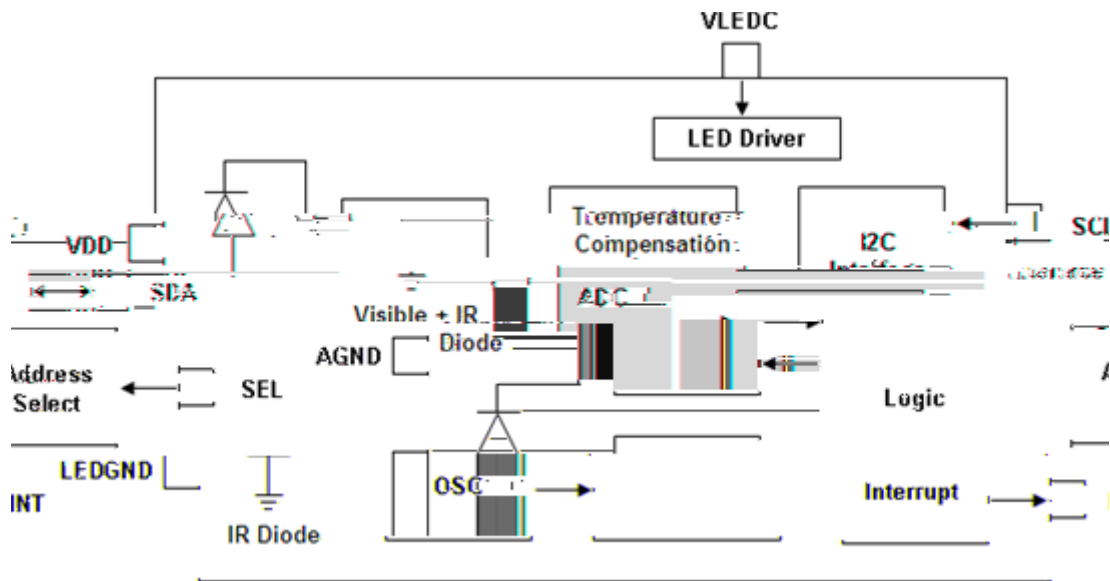 VLEDC
LED Driver
Tremperature
Compensation
VDD
I2C
SCL
SDA
ADC
Visible + IR
Diode
AGND
Address
Select
SEL
Logic
LEDGND
OSC
Interrupt
INT
IR Diode